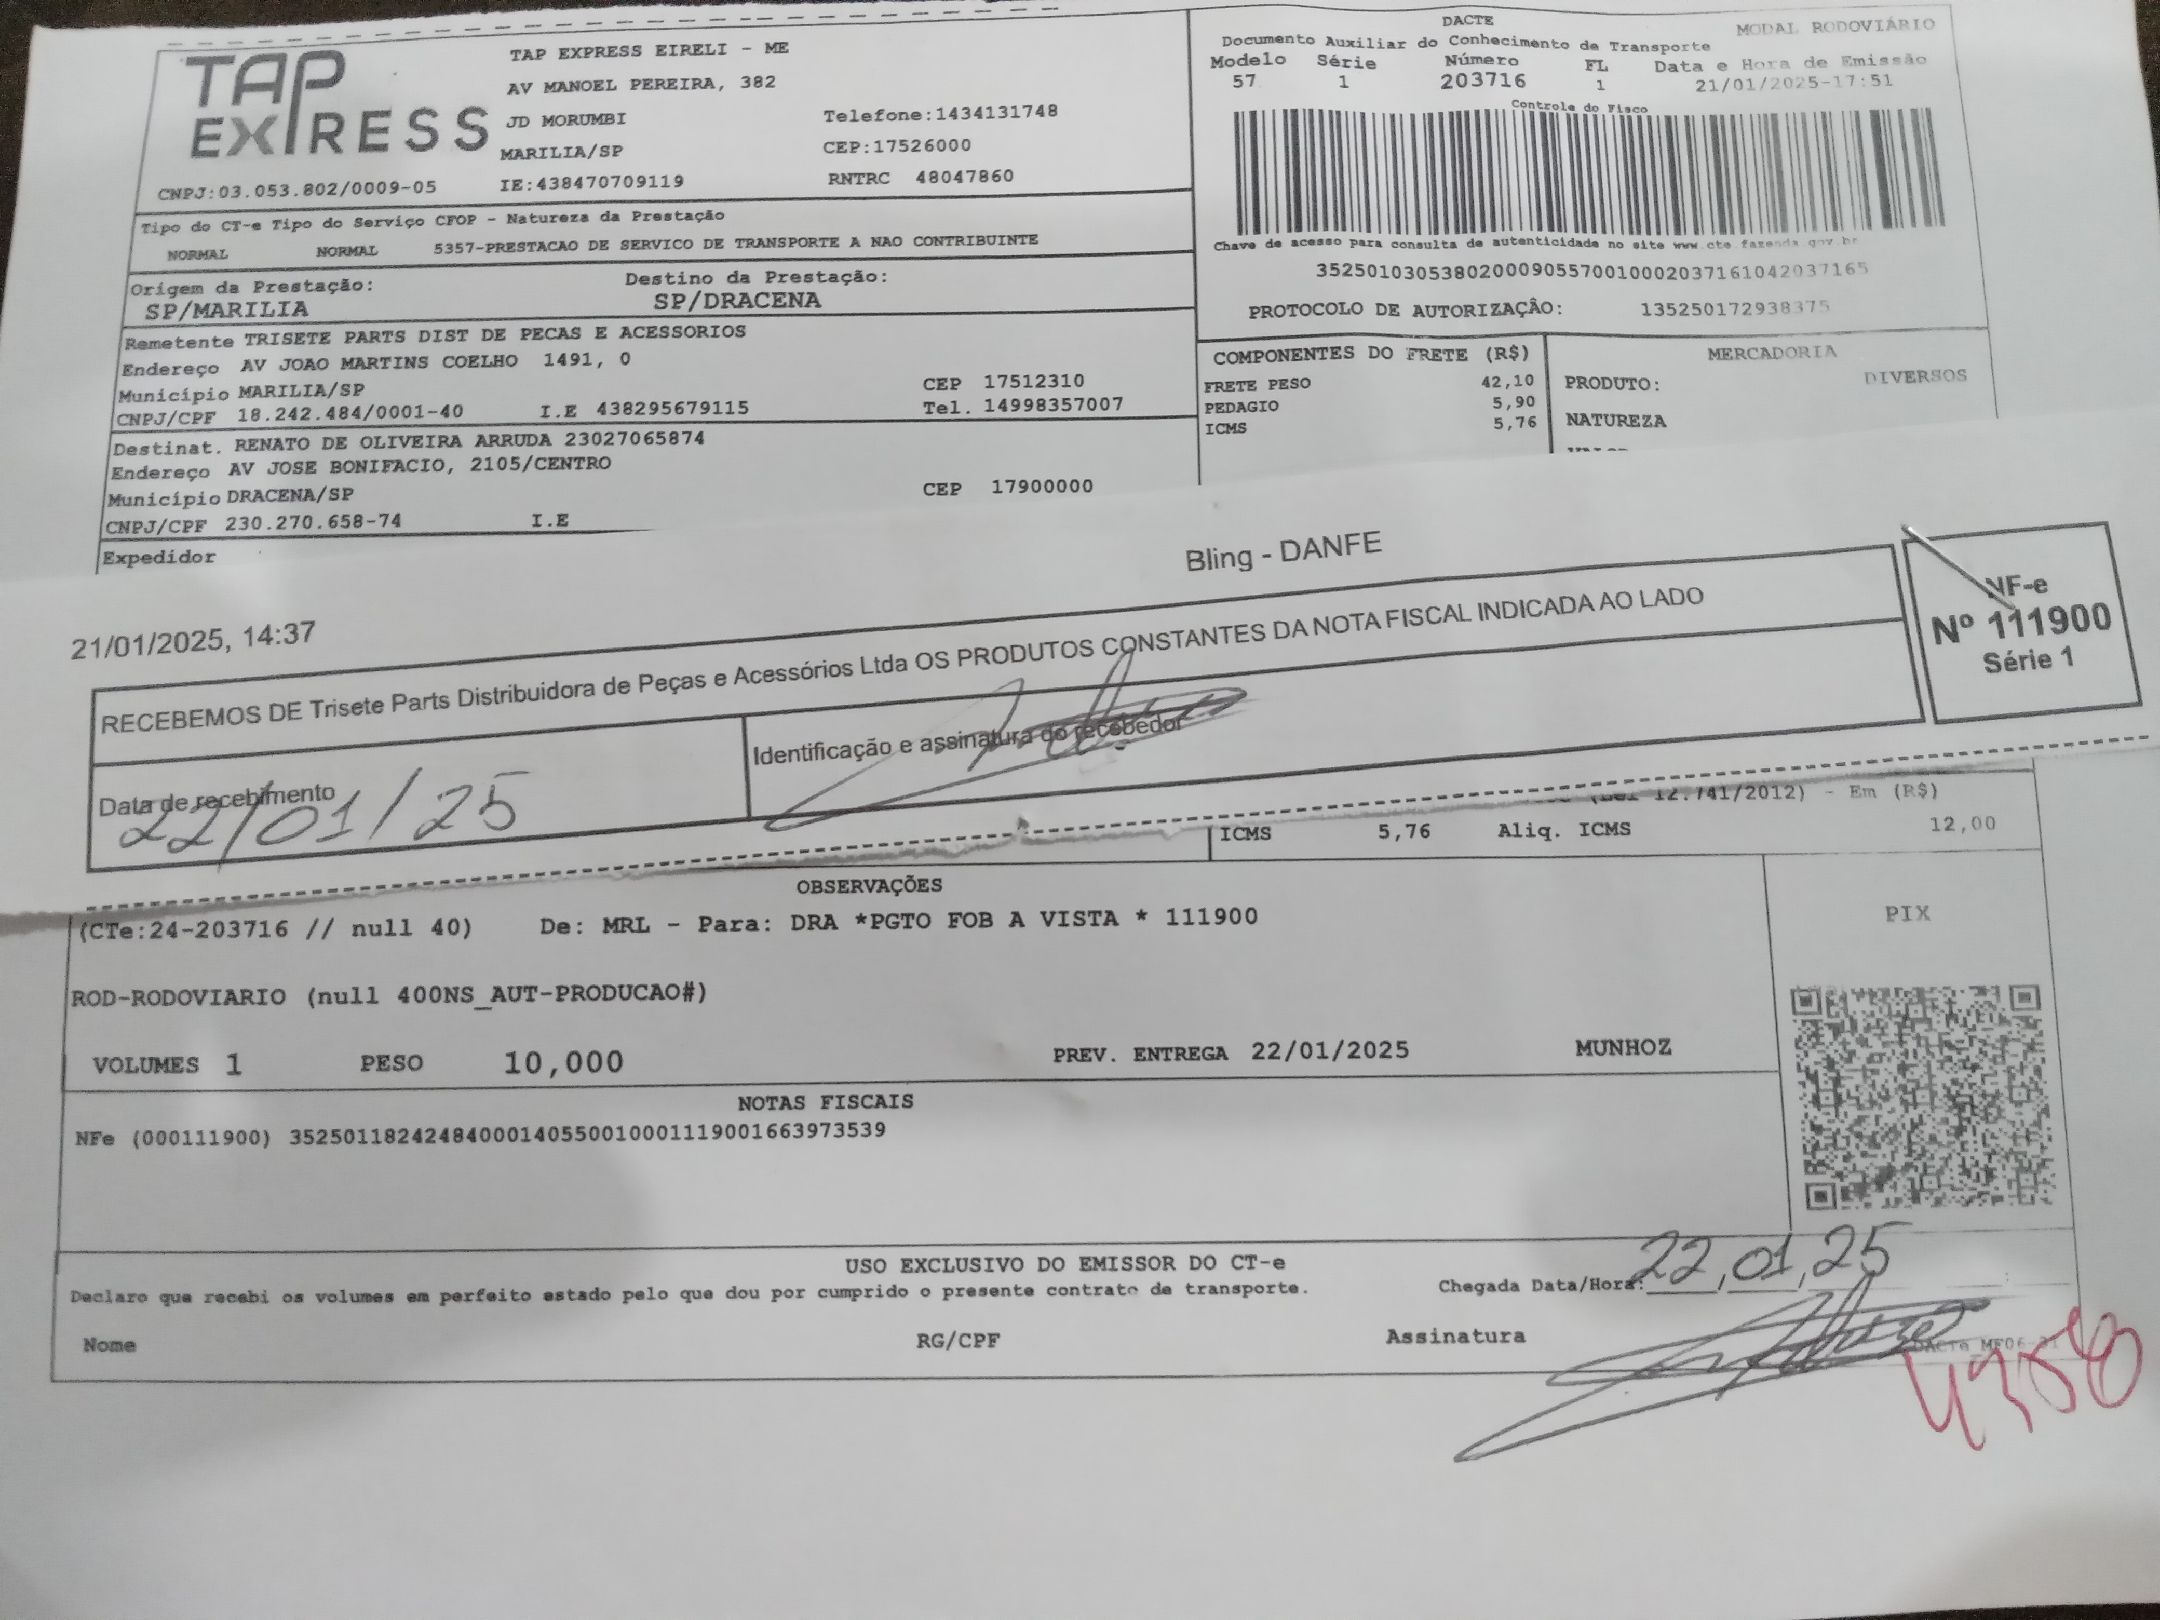 TAP EXPRESS
TAP EXPRESS EIRELI - ME
AV MANOEL PEREIRA, 382
JD MORUMBI Telefone:1434131748
MARILIA/SP CEP:17526000
CNPJ:03.053.802/0009-05 IE:438470709119 RNTRC 48047860
DACTE MODAL RODOVIÁRIO
Documento Auxiliar do Conhecimento de Transporte
Modelo Série Número FL Data e Hora de Emissão
57 1 203716 1 21/01/2025-17:51
Controle do Fisco
Chave de acesso para consulta de autenticidade no site www.cte.fazenda.gov.br
35250103053802000905570010002037161042037165
PROTOCOLO DE AUTORIZAÇÃO: 135250172938375
Tipo do CT-e Tipo do Serviço CFOP - Natureza da Prestação
NORMAL NORMAL 5357-PRESTACAO DE SERVICO DE TRANSPORTE A NAO CONTRIBUINTE
Origem da Prestação: Destino da Prestação:
SP/MARILIA SP/DRACENA
Remetente TRISETE PARTS DIST DE PECAS E ACESSORIOS
Endereço AV JOAO MARTINS COELHO 1491, 0
Município MARILIA/SP CEP 17512310
CNPJ/CPF 18.242.484/0001-40 I.E 438295679115 Tel. 14998357007
Destinat. RENATO DE OLIVEIRA ARRUDA 23027065874
Endereço AV JOSE BONIFACIO, 2105/CENTRO
Município DRACENA/SP CEP 17900000
CNPJ/CPF 230.270.658-74 I.E
Expedidor
COMPONENTES DO FRETE (R$) MERCADORIA
FRETE PESO 42,10 PRODUTO: DIVERSOS
PEDAGIO 5,90
ICMS 5,76 NATUREZA
Bling - DANFE
21/01/2025, 14:37
RECEBEMOS DE Trisete Parts Distribuidora de Peças e Acessórios Ltda OS PRODUTOS CONSTANTES DA NOTA FISCAL INDICADA AO LADO
NF-e
Nº 111900
Série 1
Data de recebimento Identificação e assinatura do recebedor
22/01/25
12.741/2012) - Em (R$)
ICMS 5,76 Aliq. ICMS 12,00
OBSERVAÇÕES
(CTe:24-203716 // null 40) De: MRL - Para: DRA *PGTO FOB A VISTA * 111900
PIX
ROD-RODOVIARIO (null 400NS_AUT-PRODUCAO#)
VOLUMES 1 PESO 10,000 PREV. ENTREGA 22/01/2025 MUNHOZ
NOTAS FISCAIS
NFe (000111900) 35250118242484000140550010001119001663973539
USO EXCLUSIVO DO EMISSOR DO CT-e
Declaro que recebi os volumes em perfeito estado pelo que dou por cumprido o presente contrato de transporte.
Chegada Data/Hora: 22,01,25
Nome RG/CPF Assinatura